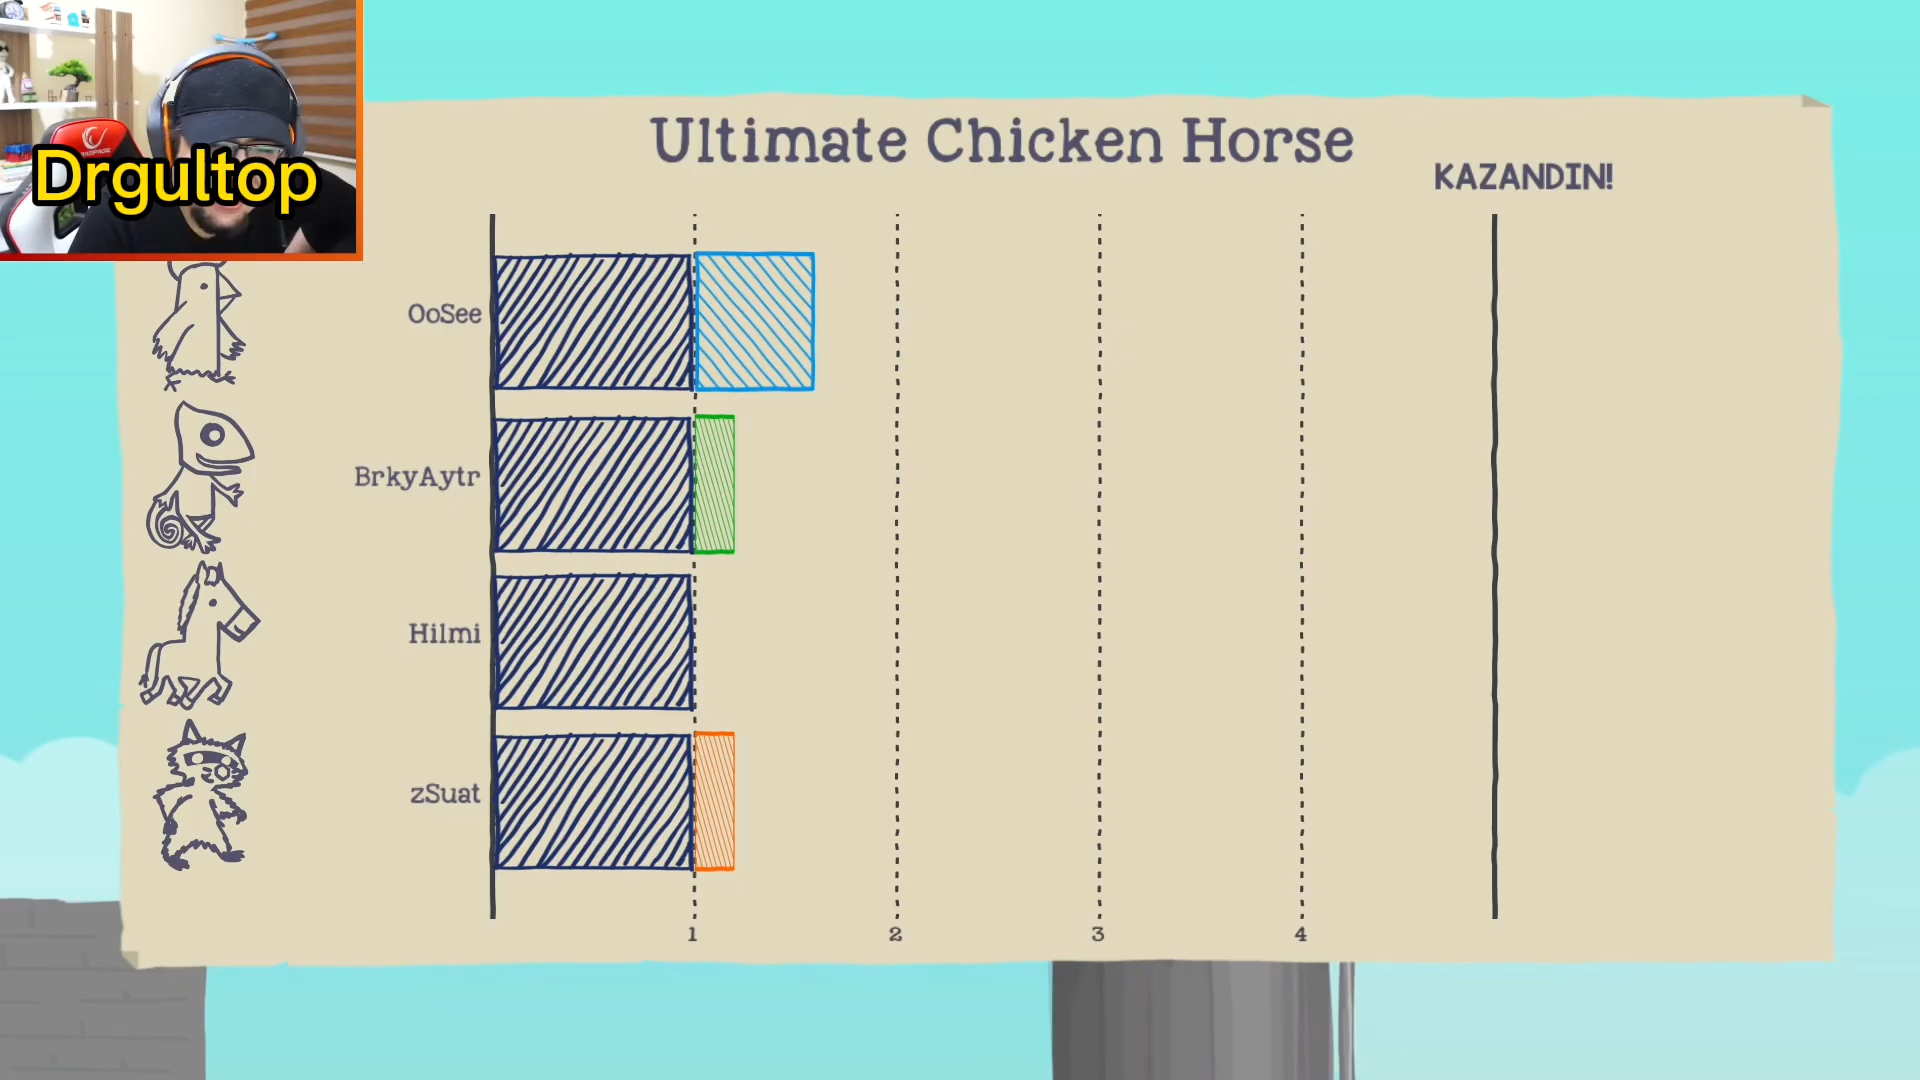 Ultimate Chicken Horse
KAZANDIN!
Drgultop
OoSee
BrkyAytr
Hilmi
zSuat
1 2 3 4